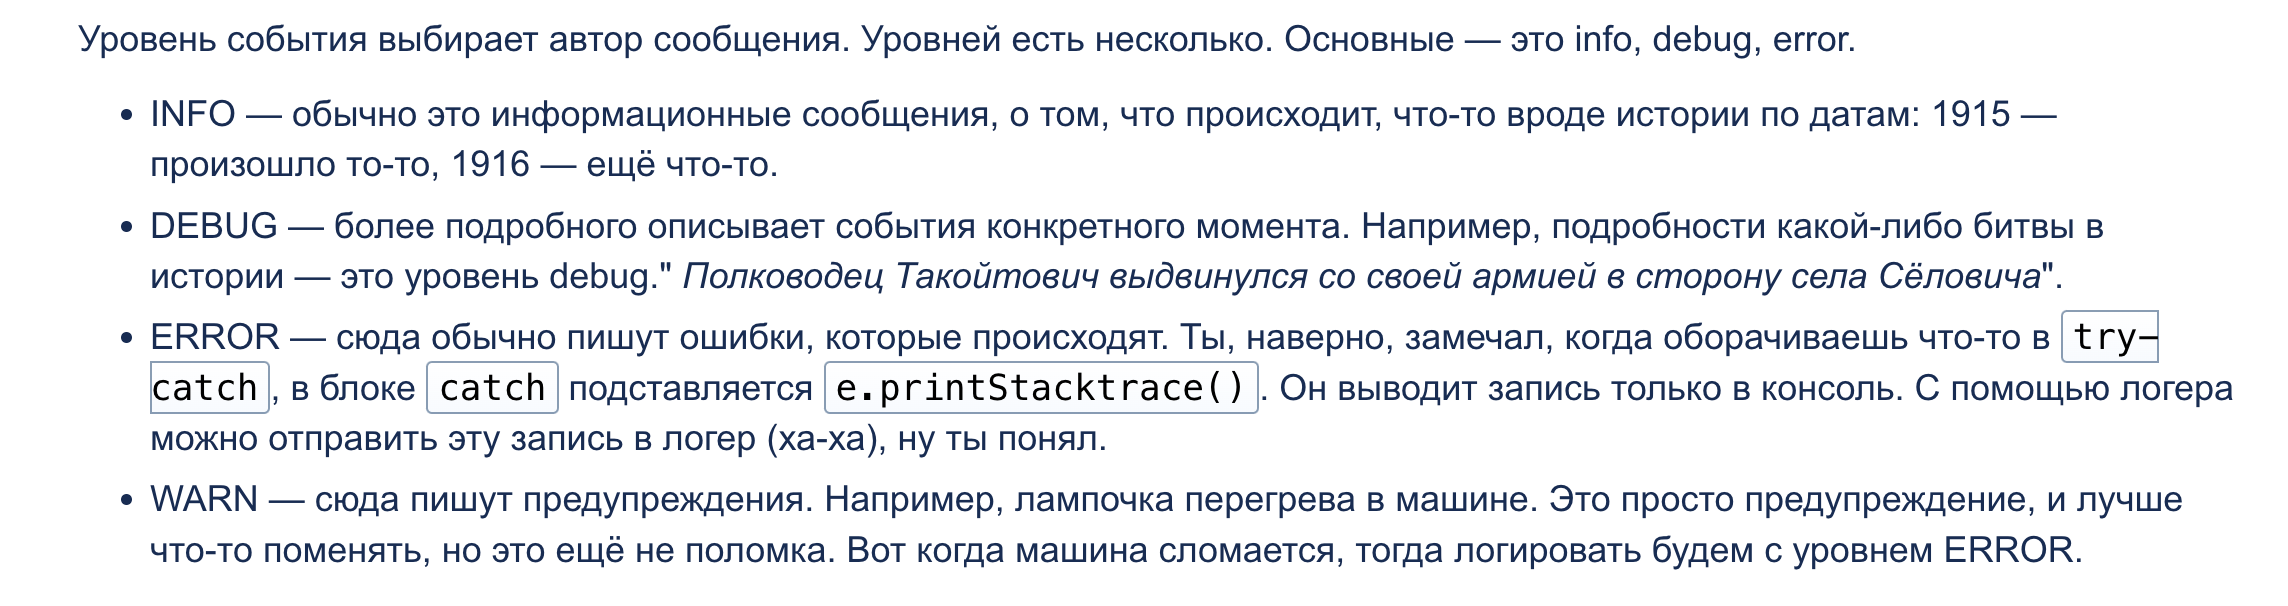 Уровень события выбирает автор сообщения. Уровней есть несколько. Основные — это info, debug, error.
• INFO — обычно это информационные сообщения, о том, что происходит, что-то вроде истории по датам: 1915 —
произошло то-то, 1916 — ещё что-то.
• DEBUG — более подробного описывает события конкретного момента. Например, подробности какой-либо битвы в
истории — это уровень debug." Полководец Такойтович выдвинулся со своей армией в сторону села Сёловича".
• ERROR — сюда обычно пишут ошибки, которые происходят. Ты, наверно, замечал, когда оборачиваешь что-то в try–
catch, в блоке catch подставляется e.printStacktrace(). Он выводит запись только в консоль. С помощью логера
можно отправить эту запись в логер (ха-ха), ну ты понял.
• WARN — сюда пишут предупреждения. Например, лампочка перегрева в машине. Это просто предупреждение, и лучше
что-то поменять, но это ещё не поломка. Вот когда машина сломается, тогда логировать будем с уровнем ERROR.